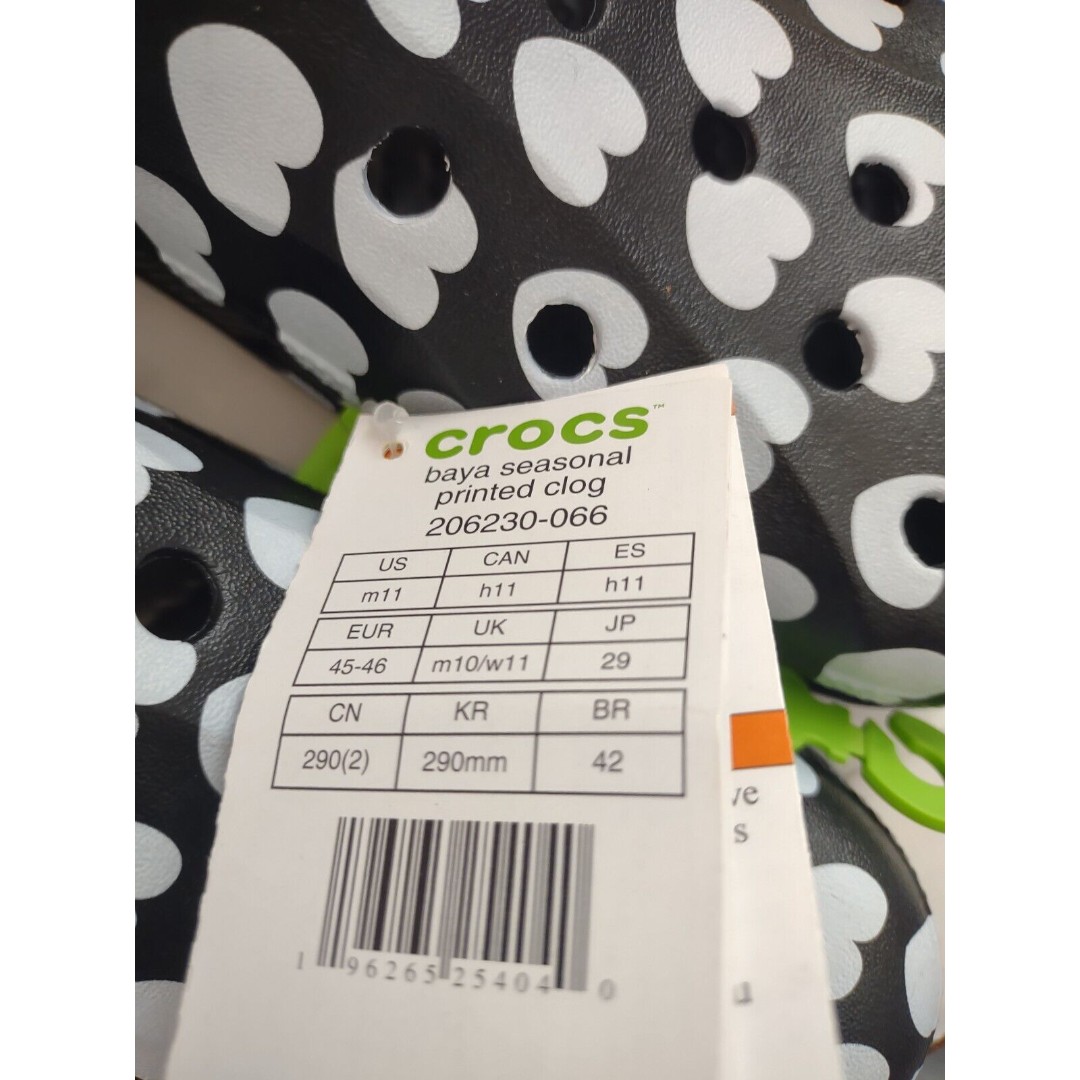 crocs™
baya seasonal
printed clog
206230-066
US CAN ES
m11 h11 h11
EUR UK JP
45-46 m10/w11 29
CN KR BR
290(2) 290mm 42
1 96265 25404 0